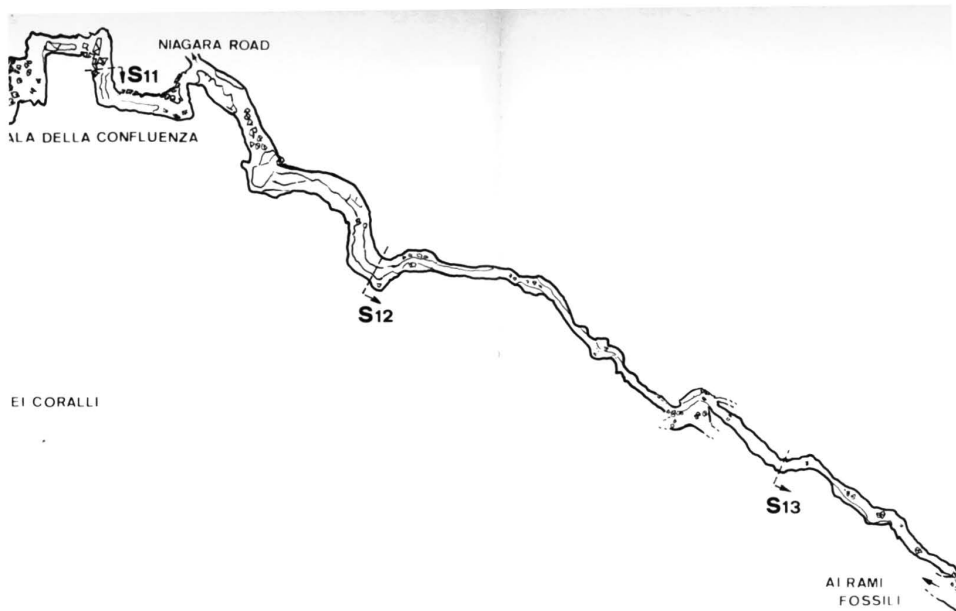 NIAGARA ROAD
S11
ALA DELLA CONFLUENZA
S12
EI CORALLI
S13
AI RAMI
FOSSILI